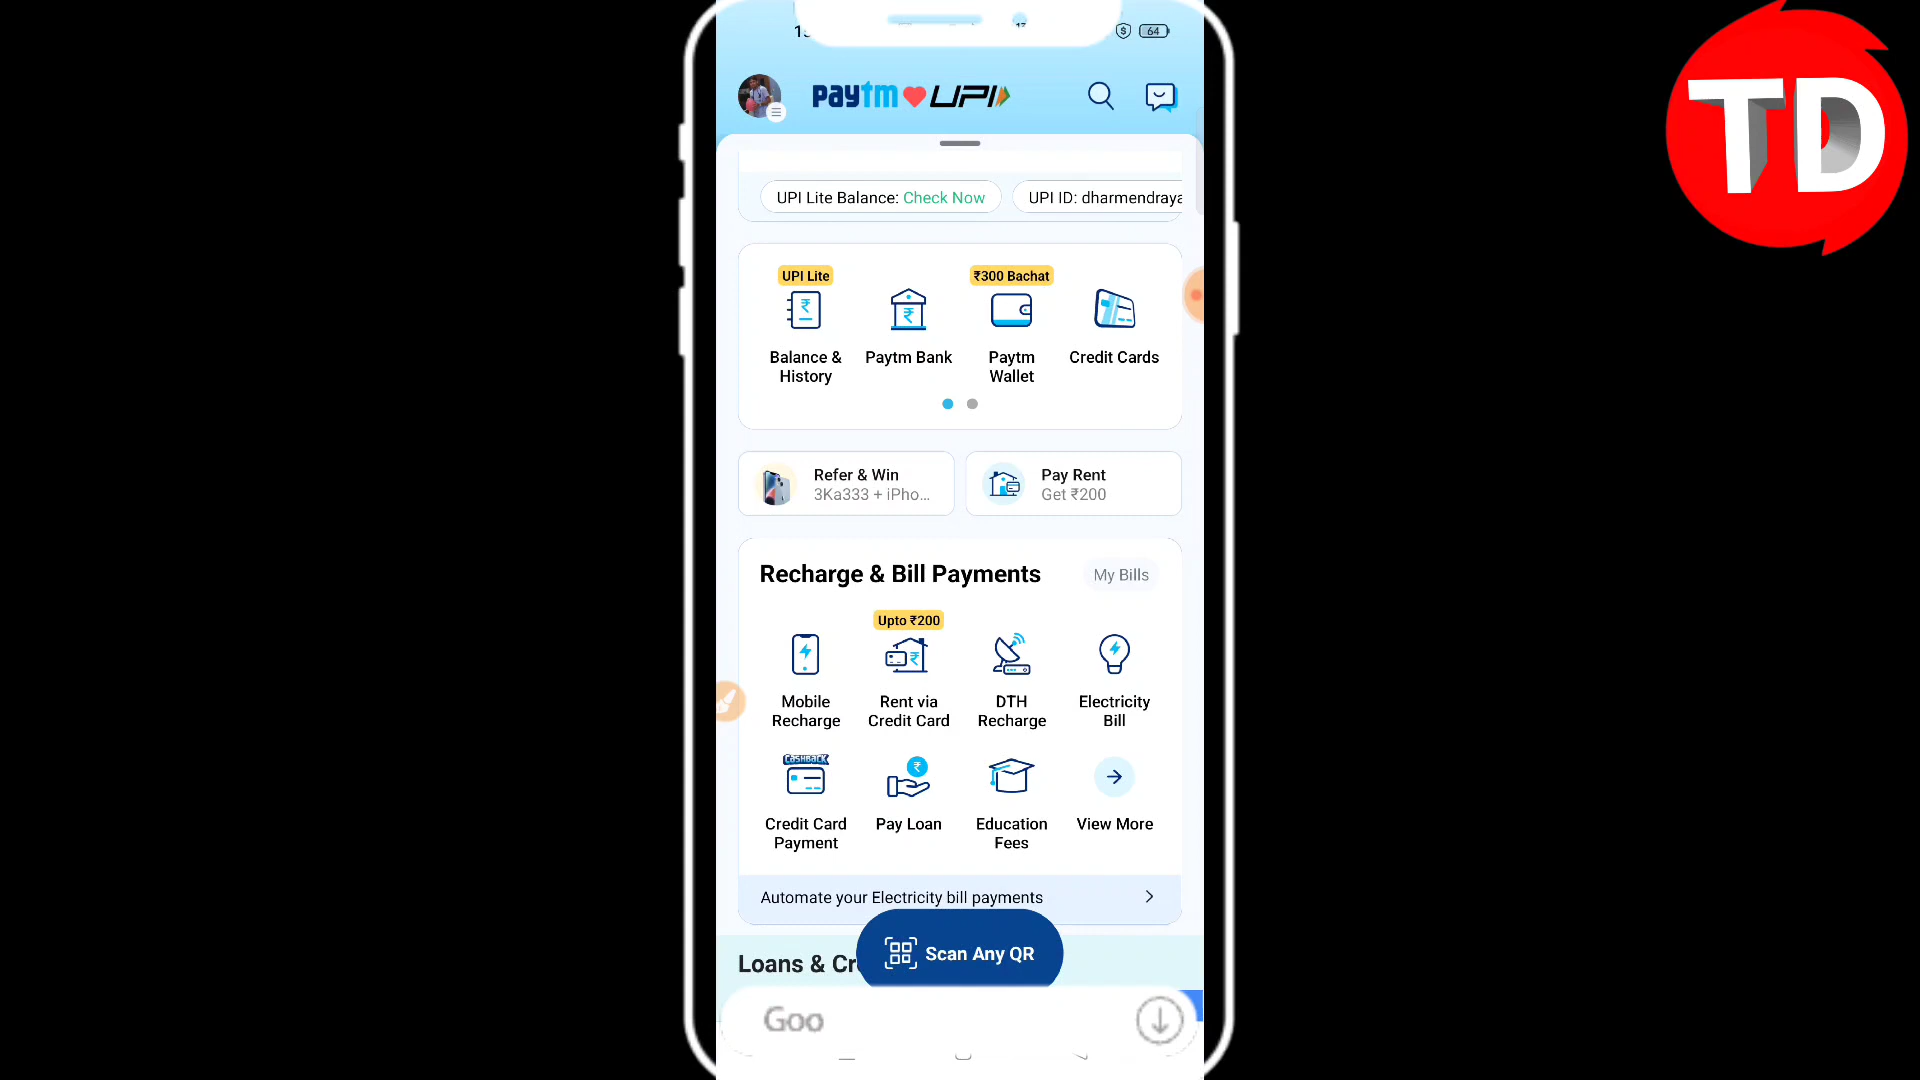 64
paytm UPI
UPI Lite Balance: Check Now
UPI ID: dharmendraya
UPI Lite
₹300 Bachat
Balance & History
Paytm Bank
Paytm Wallet
Credit Cards
Refer & Win
3Ka333 + iPho...
Pay Rent
Get ₹200
Recharge & Bill Payments
My Bills
Upto ₹200
Mobile Recharge
Rent via Credit Card
DTH Recharge
Electricity Bill
CASHBACK
Credit Card Payment
Pay Loan
Education Fees
View More
Automate your Electricity bill payments
Loans & Cr
Scan Any QR
Goo
TD